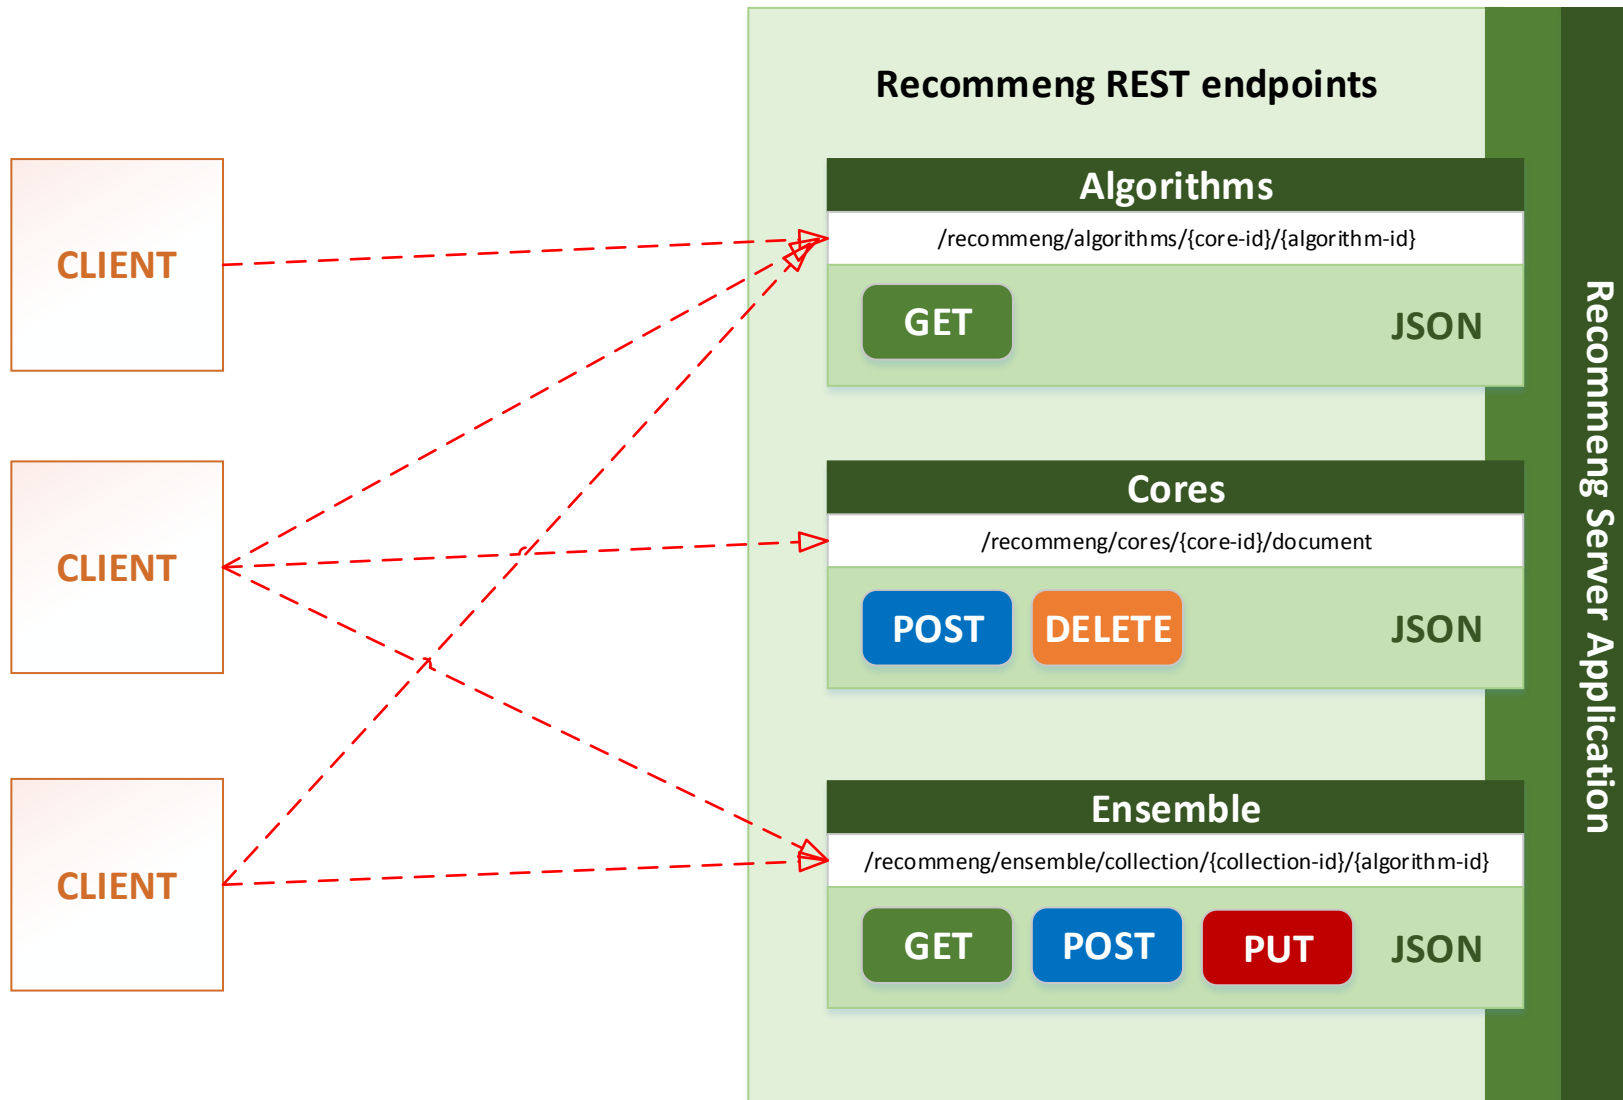 Recommeng REST endpoints
CLIENT
CLIENT
CLIENT
Algorithms
/recommeng/algorithms/{core-id}/{algorithm-id}
GET
JSON
Cores
/recommeng/cores/{core-id}/document
POST
DELETE
JSON
Ensemble
/recommeng/ensemble/collection/{collection-id}/{algorithm-id}
GET
POST
PUT
JSON
Recommeng Server Application